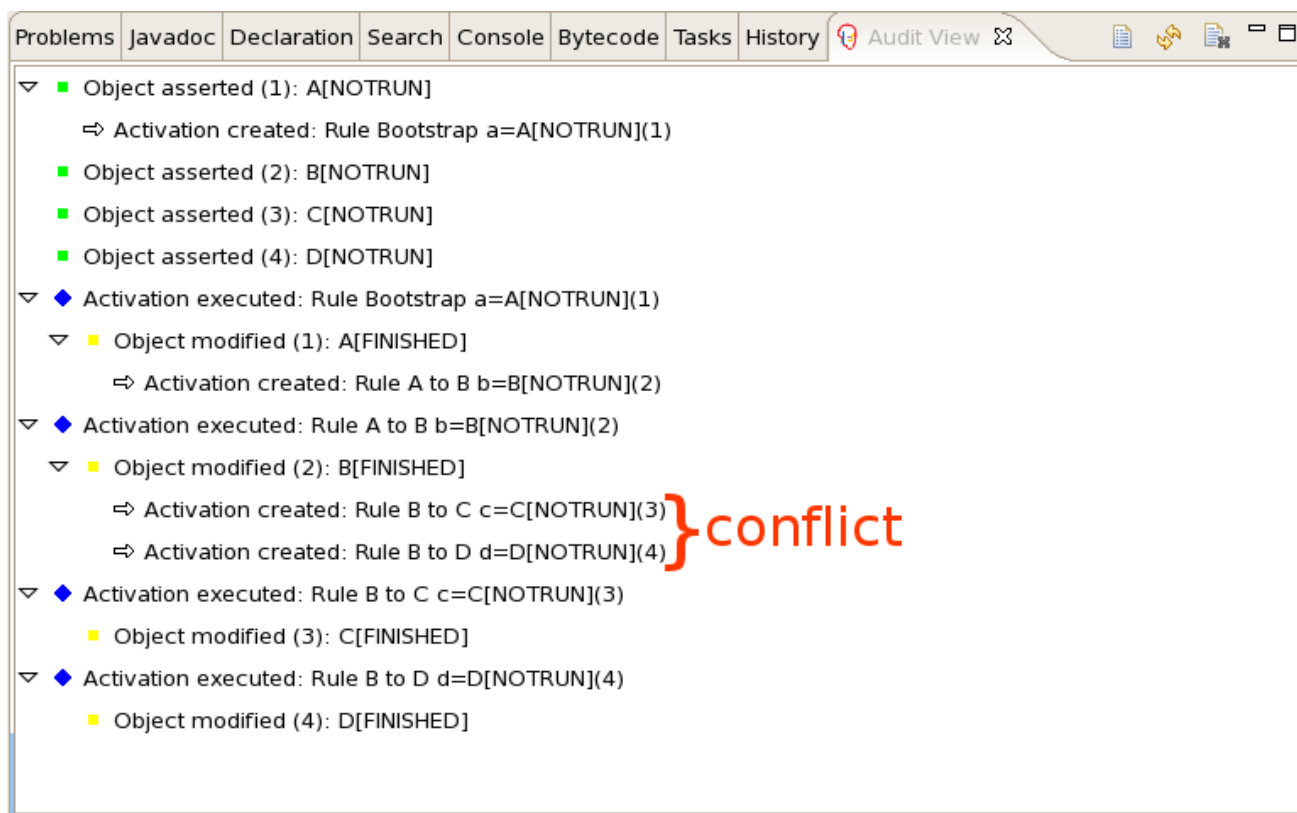 Problems Javadoc Declaration Search Console Bytecode Tasks History Audit View
Object asserted (1): A[NOTRUN]
Activation created: Rule Bootstrap a=A[NOTRUN](1)
Object asserted (2): B[NOTRUN]
Object asserted (3): C[NOTRUN]
Object asserted (4): D[NOTRUN]
Activation executed: Rule Bootstrap a=A[NOTRUN](1)
Object modified (1): A[FINISHED]
Activation created: Rule A to B b=B[NOTRUN](2)
Activation executed: Rule A to B b=B[NOTRUN](2)
Object modified (2): B[FINISHED]
Activation created: Rule B to C c=C[NOTRUN](3)
Activation created: Rule B to D d=D[NOTRUN](4)
} conflict
Activation executed: Rule B to C c=C[NOTRUN](3)
Object modified (3): C[FINISHED]
Activation executed: Rule B to D d=D[NOTRUN](4)
Object modified (4): D[FINISHED]